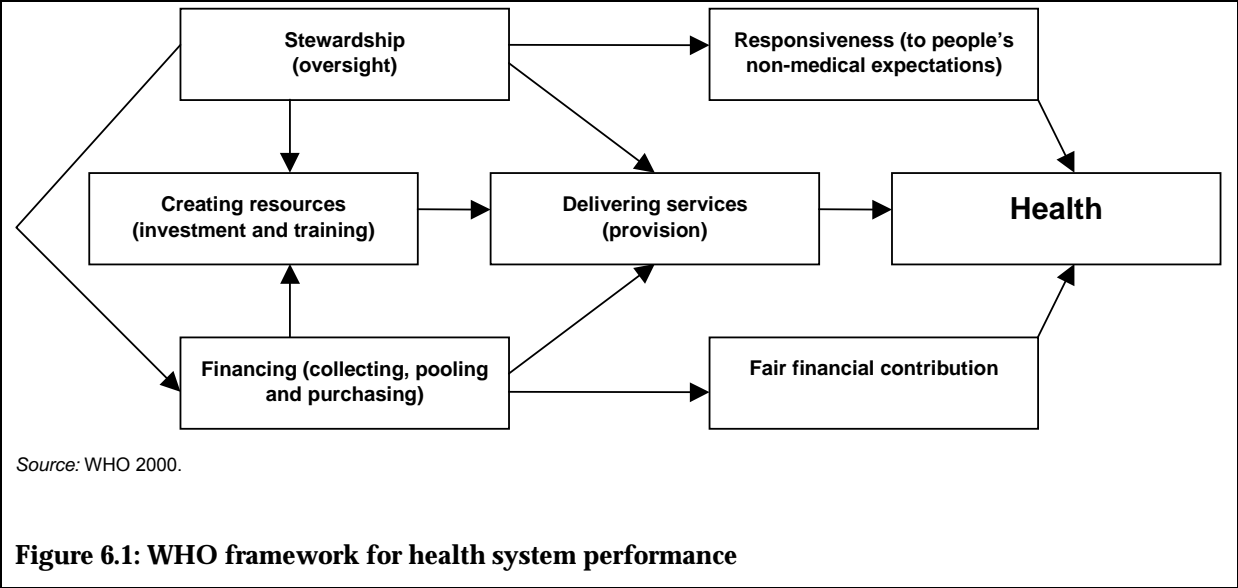 Stewardship
(oversight)
Responsiveness (to people’s
non-medical expectations)
Creating resources
(investment and training)
Delivering services
(provision)
Health
Financing (collecting, pooling
and purchasing)
Fair financial contribution
Source: WHO 2000.
Figure 6.1: WHO framework for health system performance